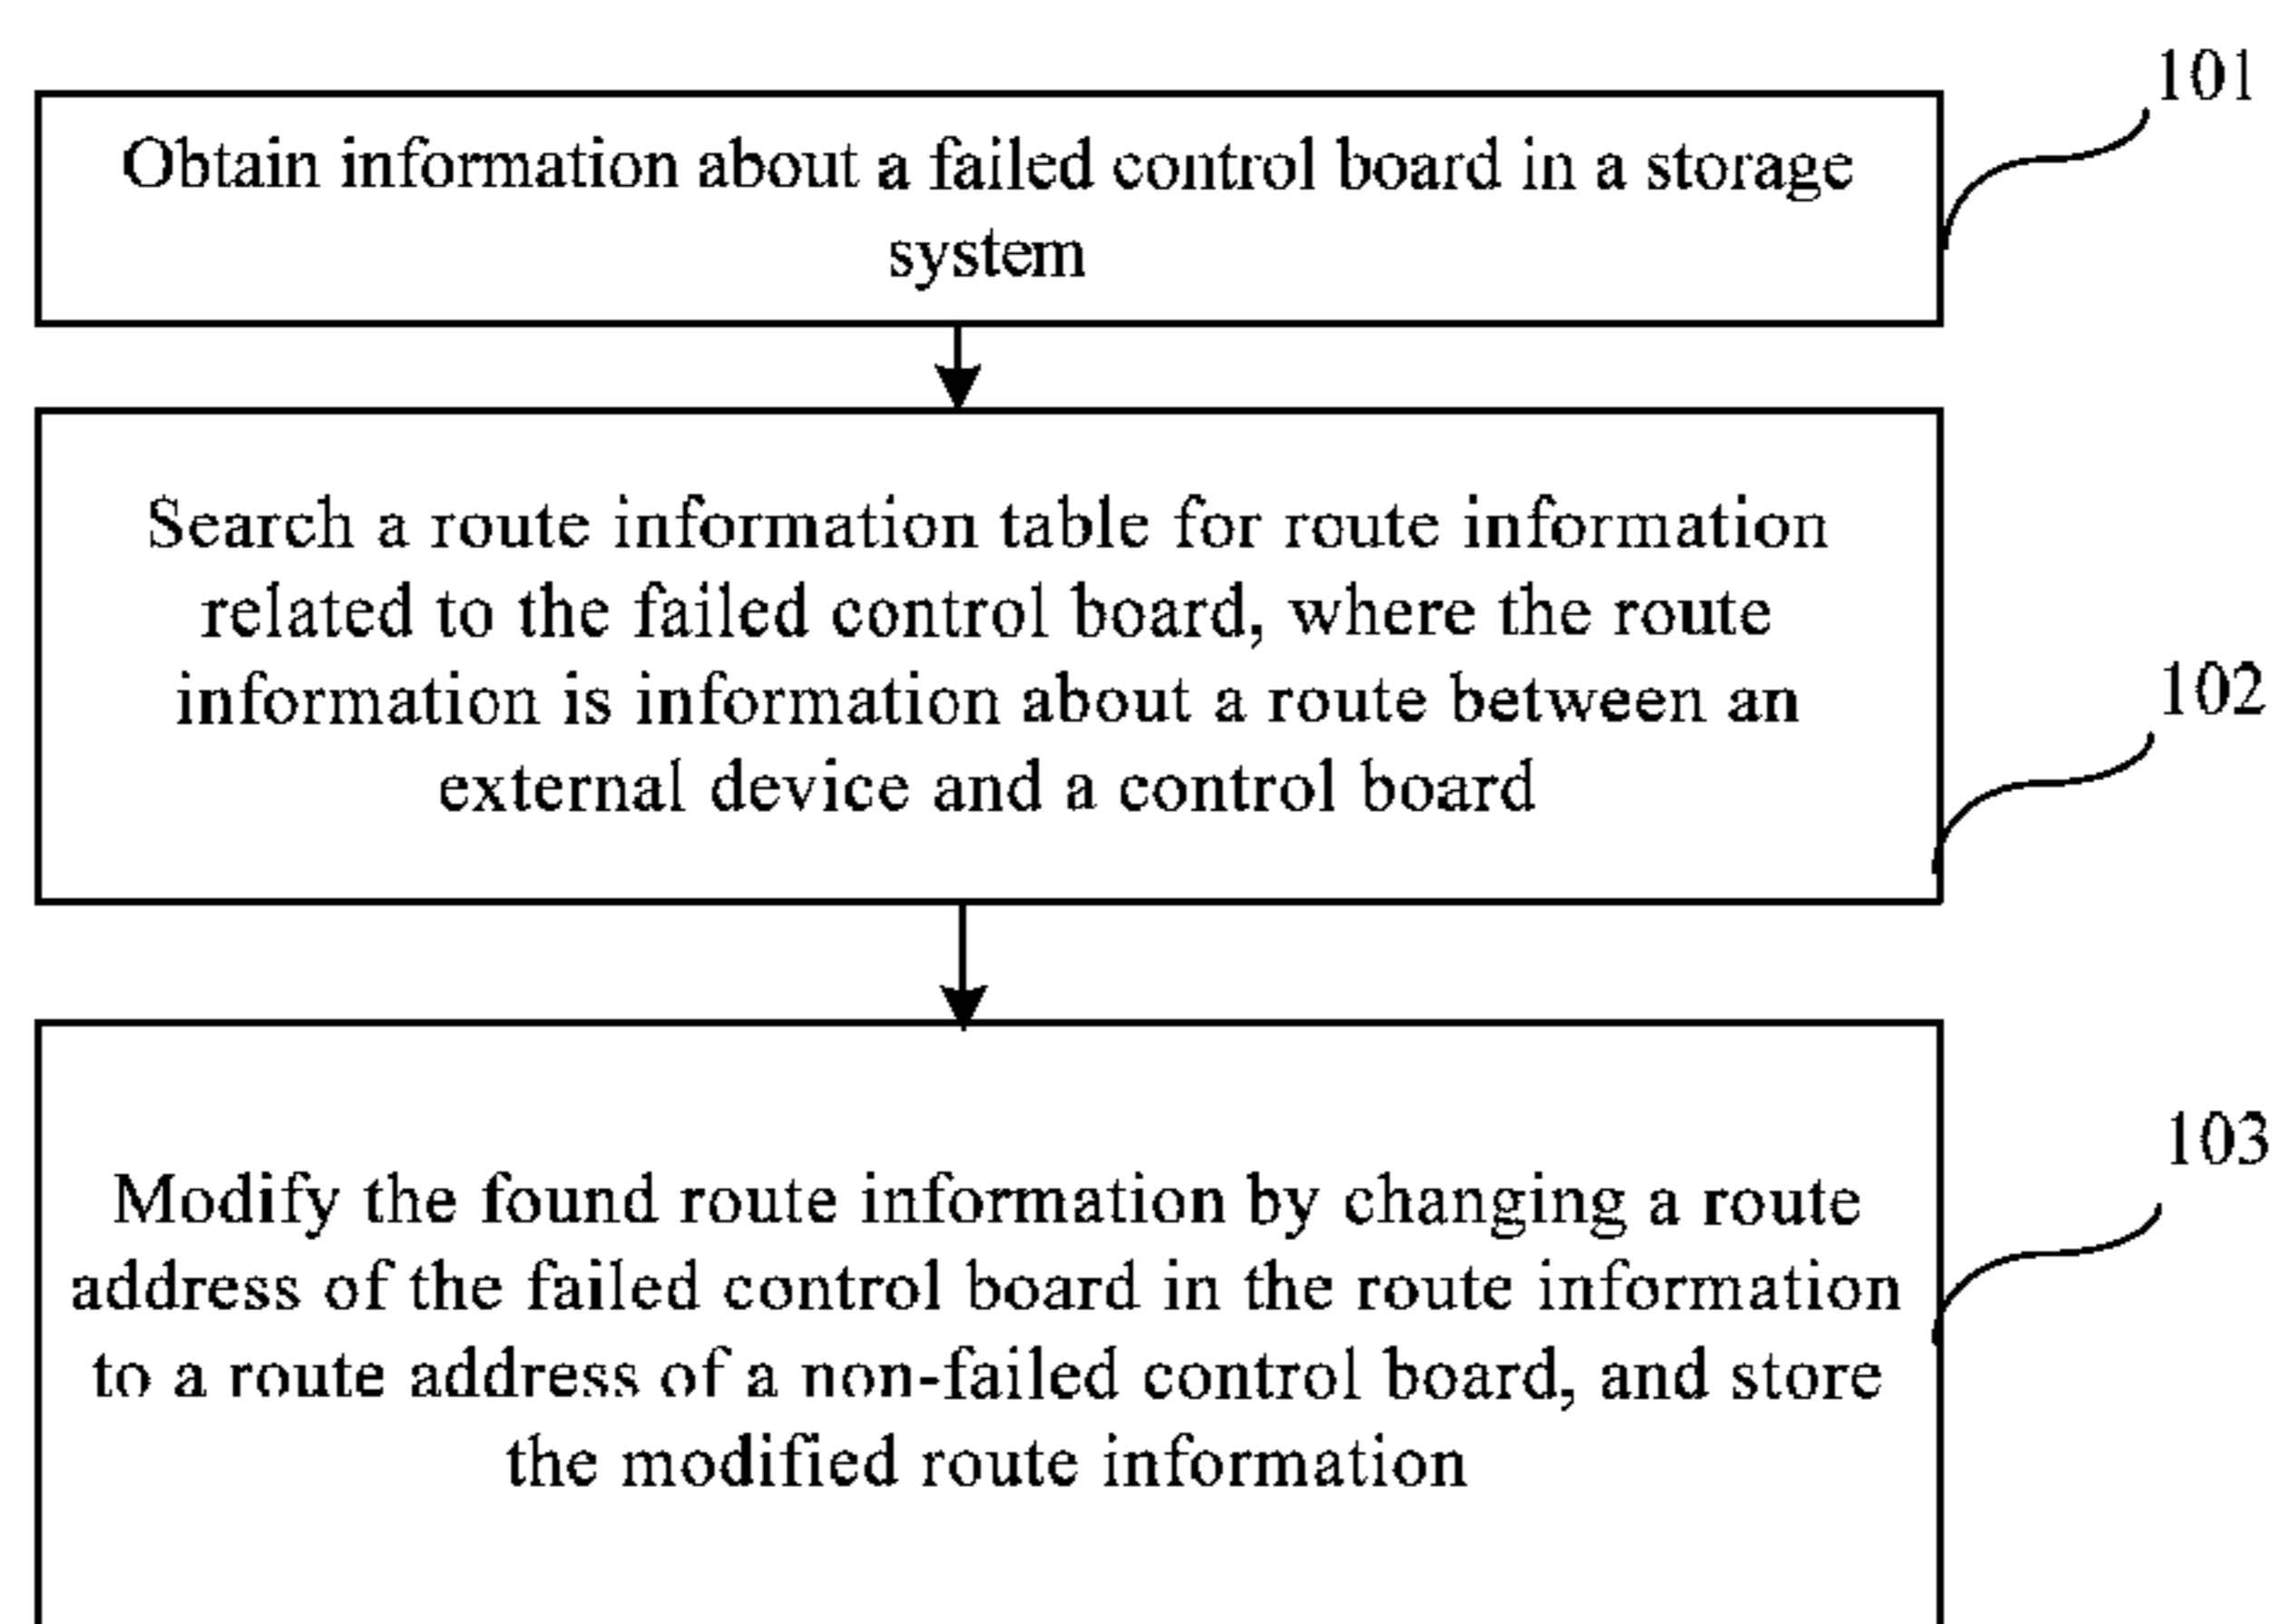 101
Obtain information about a failed control board in a storage
system
Search a route information table for route information
related to the failed control board, where the route
information is information about a route between an
external device and a control board
102
Modify the found route information by changing a route
address of the failed control board in the route information
to a route address of a non-failed control board, and store
the modified route information
103